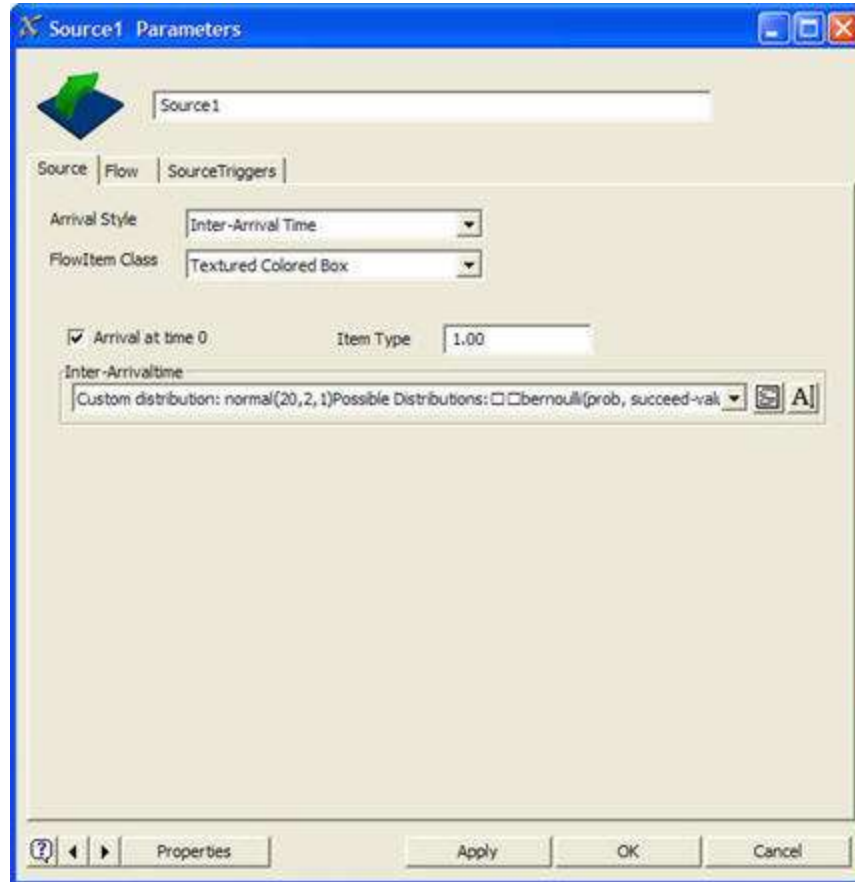 Source1 Parameters
Source1
Source Flow SourceTriggers
Arrival Style Inter-Arrival Time
FlowItem Class Textured Colored Box
Arrival at time 0 Item Type 1.00
Inter-Arrivaltime
Custom distribution: normal(20,2,1)Possible Distributions: □□bernoulli(prob, succeed-valu
A
Properties Apply OK Cancel